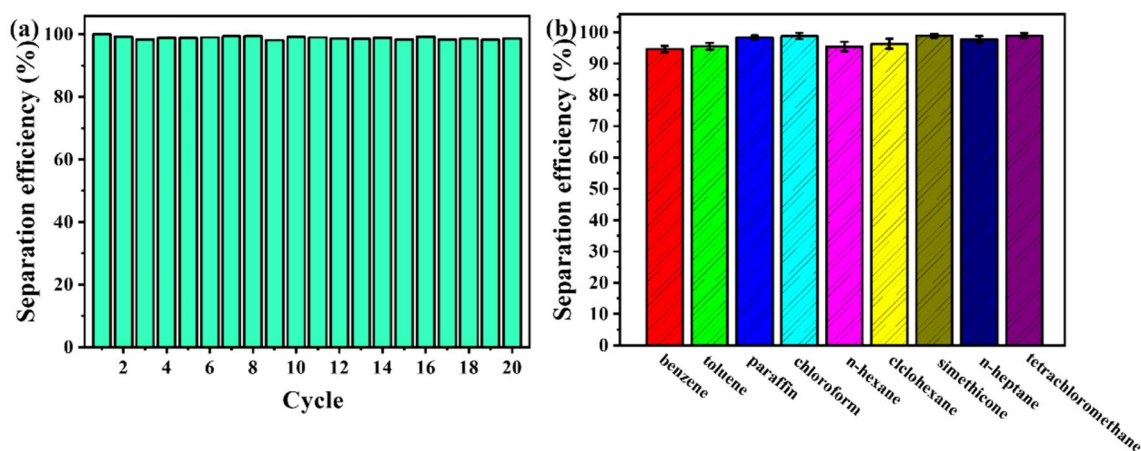 (a)
Separation efficiency (%)
100
80
60
40
20
0
2 4 6 8 10 12 14 16 18 20
Cycle
(b)
Separation efficiency (%)
100
90
80
70
60
50
40
30
20
10
0
benzene
toluene
paraffin
chloroform
n-hexane
clclohexane
simethicone
n-heptane
tetrachloromethane